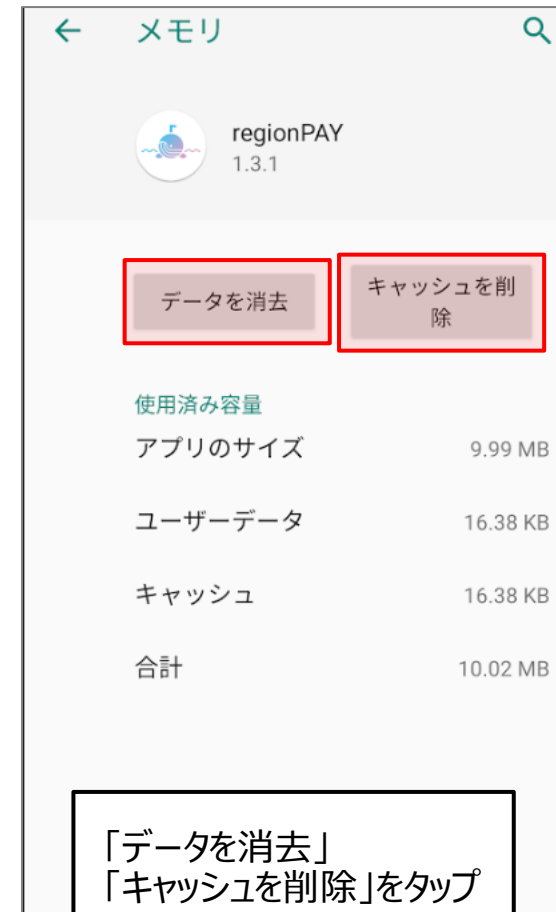 メモリ
regionPAY
1.3.1
データを消去
キャッシュを削
除
使用済み容量
アプリのサイズ 9.99 MB
ユーザーデータ 16.38 KB
キャッシュ 16.38 KB
合計 10.02 MB
「データを消去」
「キャッシュを削除」をタップ